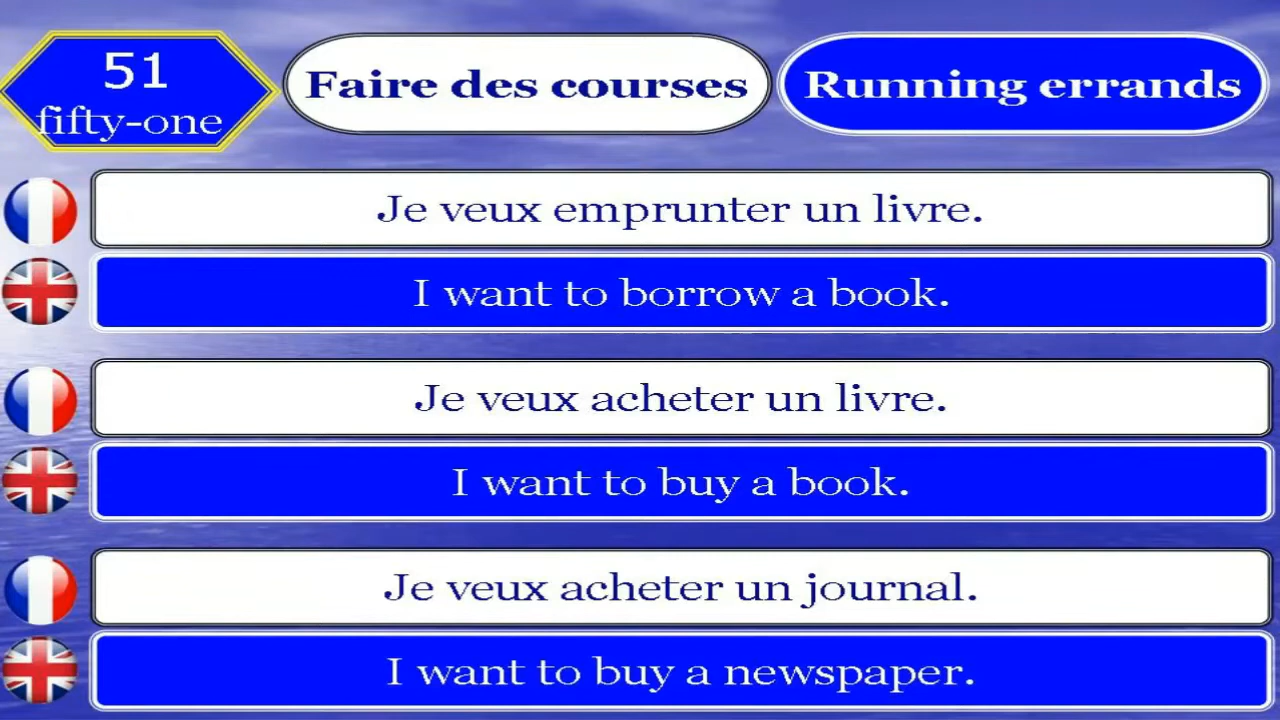 51
fifty-one
Faire des courses
Running errands
Je veux emprunter un livre.
I want to borrow a book.
Je veux acheter un livre.
I want to buy a book.
Je veux acheter un journal.
I want to buy a newspaper.